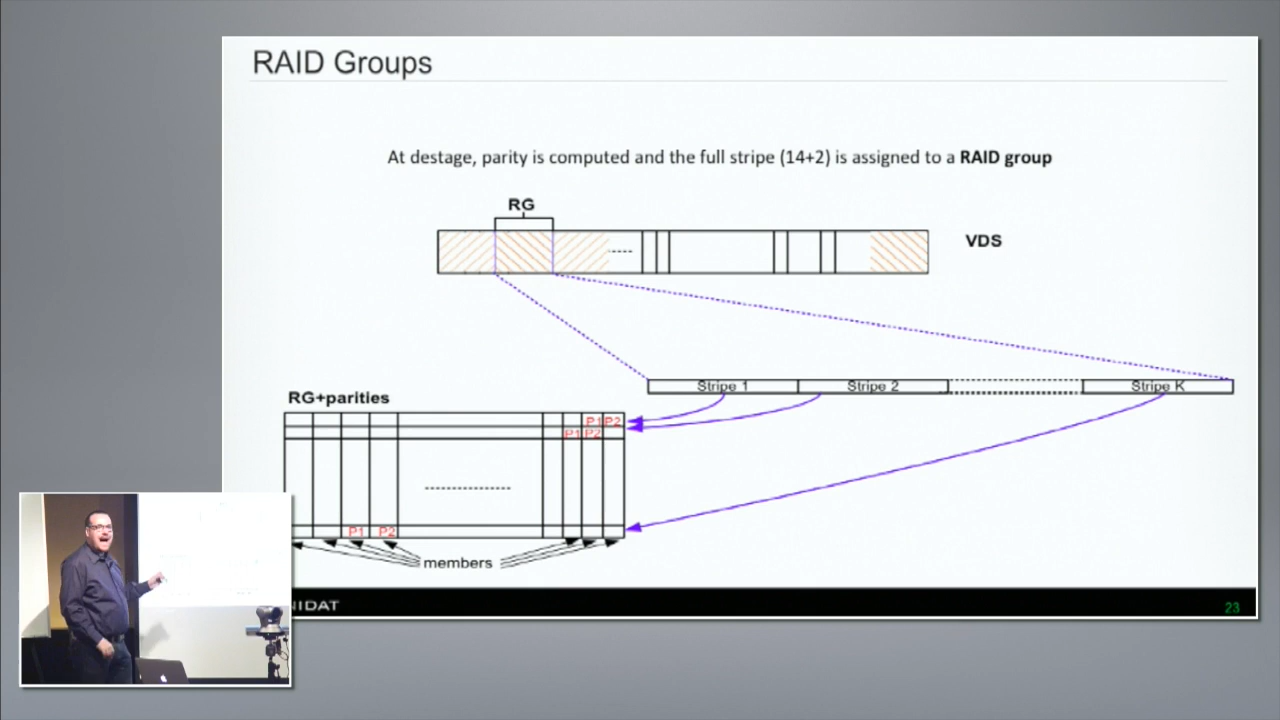 RAID Groups
At destage, parity is computed and the full stripe (14+2) is assigned to a RAID group
RG
VDS
Stripe 1 Stripe 2 Stripe K
RG+parities
P1 P2
P1 P2
P1 P2
members
NIDAT
23